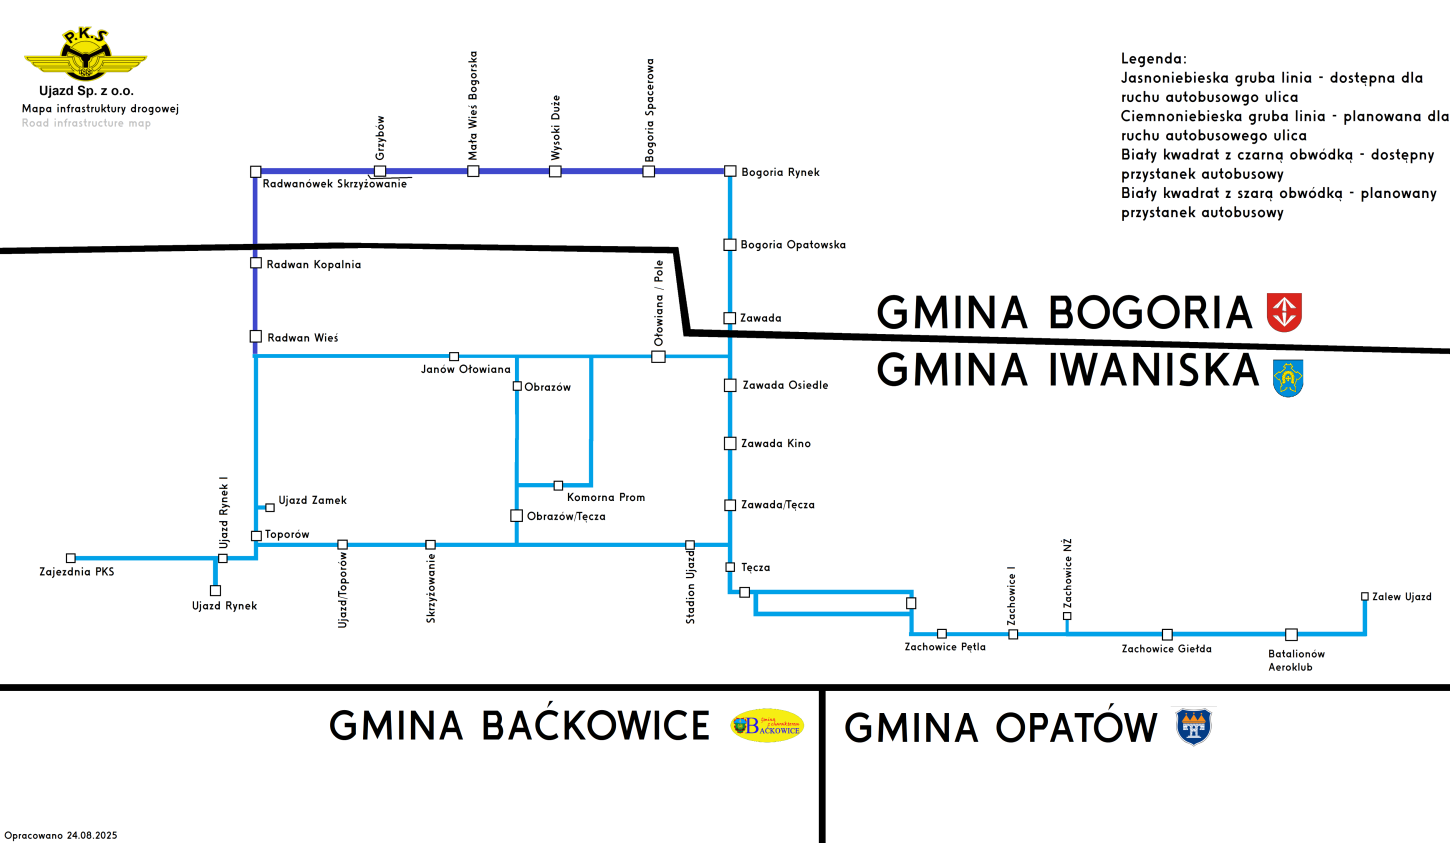 P.K.S
Ujazd Sp. z o.o.
Mapa infrastruktury drogowej
Road infrastructure map
Legenda:
Jasnoniebieska gruba linia - dostępna dla
ruchu autobusowgo ulica
Ciemnoniebieska gruba linia - planowana dla
ruchu autobusowego ulica
Biały kwadrat z czarną obwódką - dostępny
przystanek autobusowy
Biały kwadrat z szarą obwódką - planowany
przystanek autobusowy
Grzybów
Mała Wieś Bogorska
Wysoki Duże
Bogoria Spacerowa
Radwanówek Skrzyżowanie
Bogoria Rynek
Bogoria Opatowska
Radwan Kopalnia
Ołowiana / Pole
Zawada
Radwan Wieś
GMINA BOGORIA
GMINA IWANISKA
Janów Ołowiana
Obrazów
Zawada Osiedle
Zawada Kino
Komorna Prom
Ujazd Rynek I
Ujazd Zamek
Zawada/Tęcza
Obrazów/Tęcza
Toporów
Zajezdnia PKS
Ujazd Rynek
Ujazd/Toporów
Skrzyżowanie
Stadion Ujazd
Tęcza
Zachowice I
Zachowice NŻ
Zalew Ujazd
Zachowice Pętla
Zachowice Giełda
Batalionów
Aeroklub
GMINA BAĆKOWICE
BAĆKOWICE
GMINA OPATÓW
Opracowano 24.08.2025